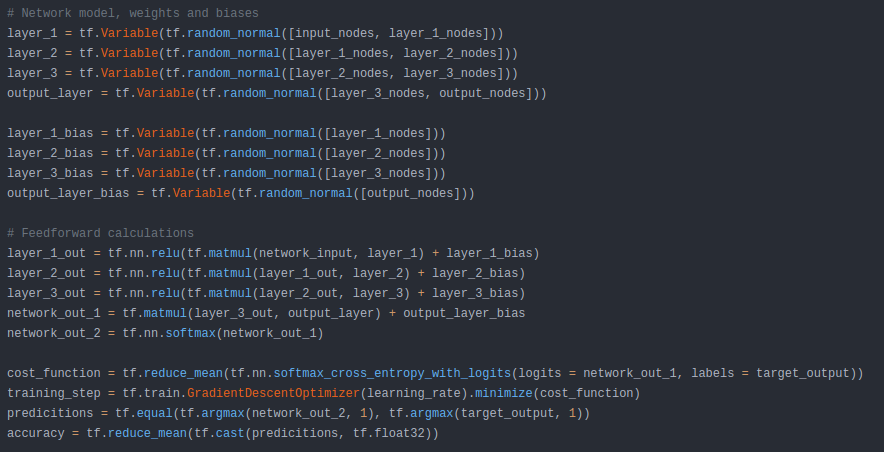 # Network model, weights and biases
layer_1 = tf.Variable(tf.random_normal([input_nodes, layer_1_nodes]))
layer_2 = tf.Variable(tf.random_normal([layer_1_nodes, layer_2_nodes]))
layer_3 = tf.Variable(tf.random_normal([layer_2_nodes, layer_3_nodes]))
output_layer = tf.Variable(tf.random_normal([layer_3_nodes, output_nodes]))

layer_1_bias = tf.Variable(tf.random_normal([layer_1_nodes]))
layer_2_bias = tf.Variable(tf.random_normal([layer_2_nodes]))
layer_3_bias = tf.Variable(tf.random_normal([layer_3_nodes]))
output_layer_bias = tf.Variable(tf.random_normal([output_nodes]))

# Feedforward calculations
layer_1_out = tf.nn.relu(tf.matmul(network_input, layer_1) + layer_1_bias)
layer_2_out = tf.nn.relu(tf.matmul(layer_1_out, layer_2) + layer_2_bias)
layer_3_out = tf.nn.relu(tf.matmul(layer_2_out, layer_3) + layer_3_bias)
network_out_1 = tf.matmul(layer_3_out, output_layer) + output_layer_bias
network_out_2 = tf.nn.softmax(network_out_1)

cost_function = tf.reduce_mean(tf.nn.softmax_cross_entropy_with_logits(logits = network_out_1, labels = target_output))
training_step = tf.train.GradientDescentOptimizer(learning_rate).minimize(cost_function)
predicitions = tf.equal(tf.argmax(network_out_2, 1), tf.argmax(target_output, 1))
accuracy = tf.reduce_mean(tf.cast(predicitions, tf.float32))